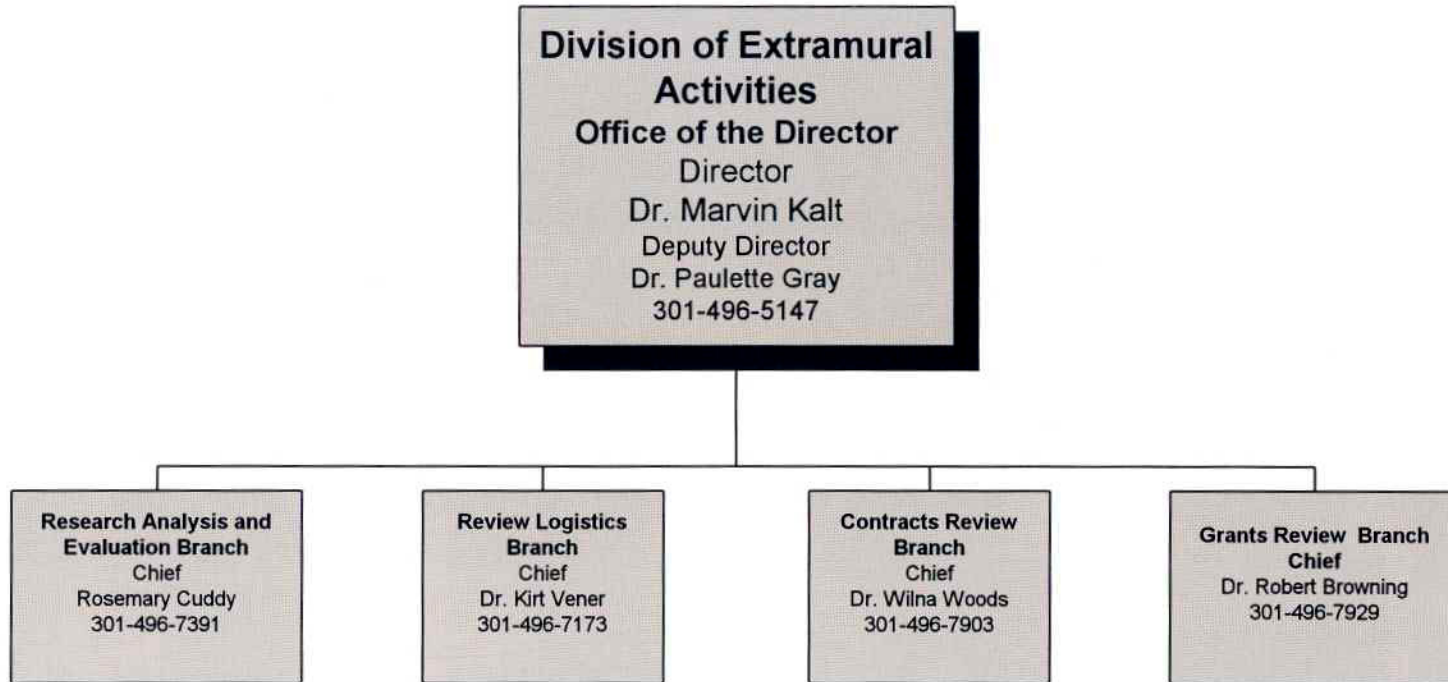 Division of Extramural
Activities
Office of the Director
Director
Dr. Marvin Kalt
Deputy Director
Dr. Paulette Gray
301-496-5147
Research Analysis and
Evaluation Branch
Chief
Rosemary Cuddy
301-496-7391
Review Logistics
Branch
Chief
Dr. Kirt Vener
301-496-7173
Contracts Review
Branch
Chief
Dr. Wilna Woods
301-496-7903
Grants Review Branch
Chief
Dr. Robert Browning
301-496-7929